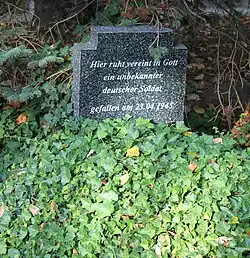 Hier ruht vereint in Gott
ein unbekannter
deutscher Soldat
gefallen am 23.04.1945